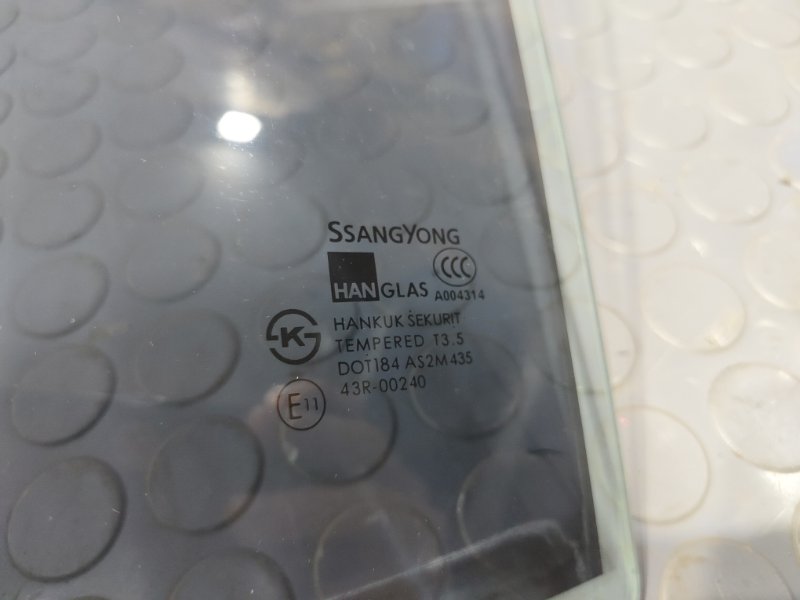 SSANGYONG
HANGLAS
CCC
A004314
HANKUK SEKURIT
TEMPERED T3.5
DOT184 AS2M435
43R-00240
K
E11